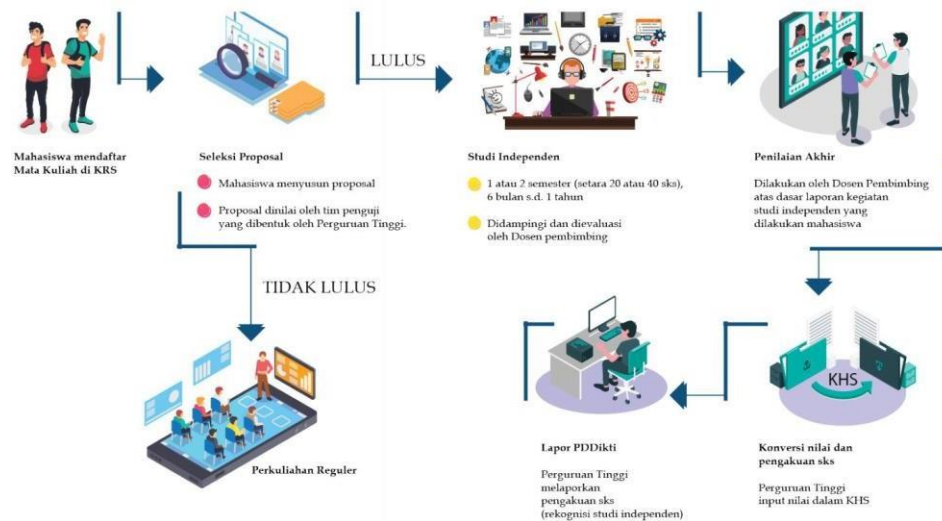 LULUS
Mahasiswa mendaftar
Mata Kuliah di KRS
Seleksi Proposal
Mahasiswa menyusun proposal
Proposal dinilai oleh tim penguji
yang dibentuk oleh Perguruan Tinggi.
Studi Independen
1 atau 2 semester (setara 20 atau 40 sks),
6 bulan s.d. 1 tahun
Didampingi dan dievaluasi
oleh Dosen pembimbing
Penilaian Akhir
Dilakukan oleh Dosen Pembimbing
atas dasar laporan kegiatan
studi independen yang
dilakukan mahasiswa
TIDAK LULUS
Perkuliahan Reguler
KHS
Konversi nilai dan
pengakuan sks
Perguruan Tinggi
input nilai dalam KHS
Lapor PDDikti
Perguruan Tinggi
melaporkan
pengakuan sks
(rekognisi studi independen)